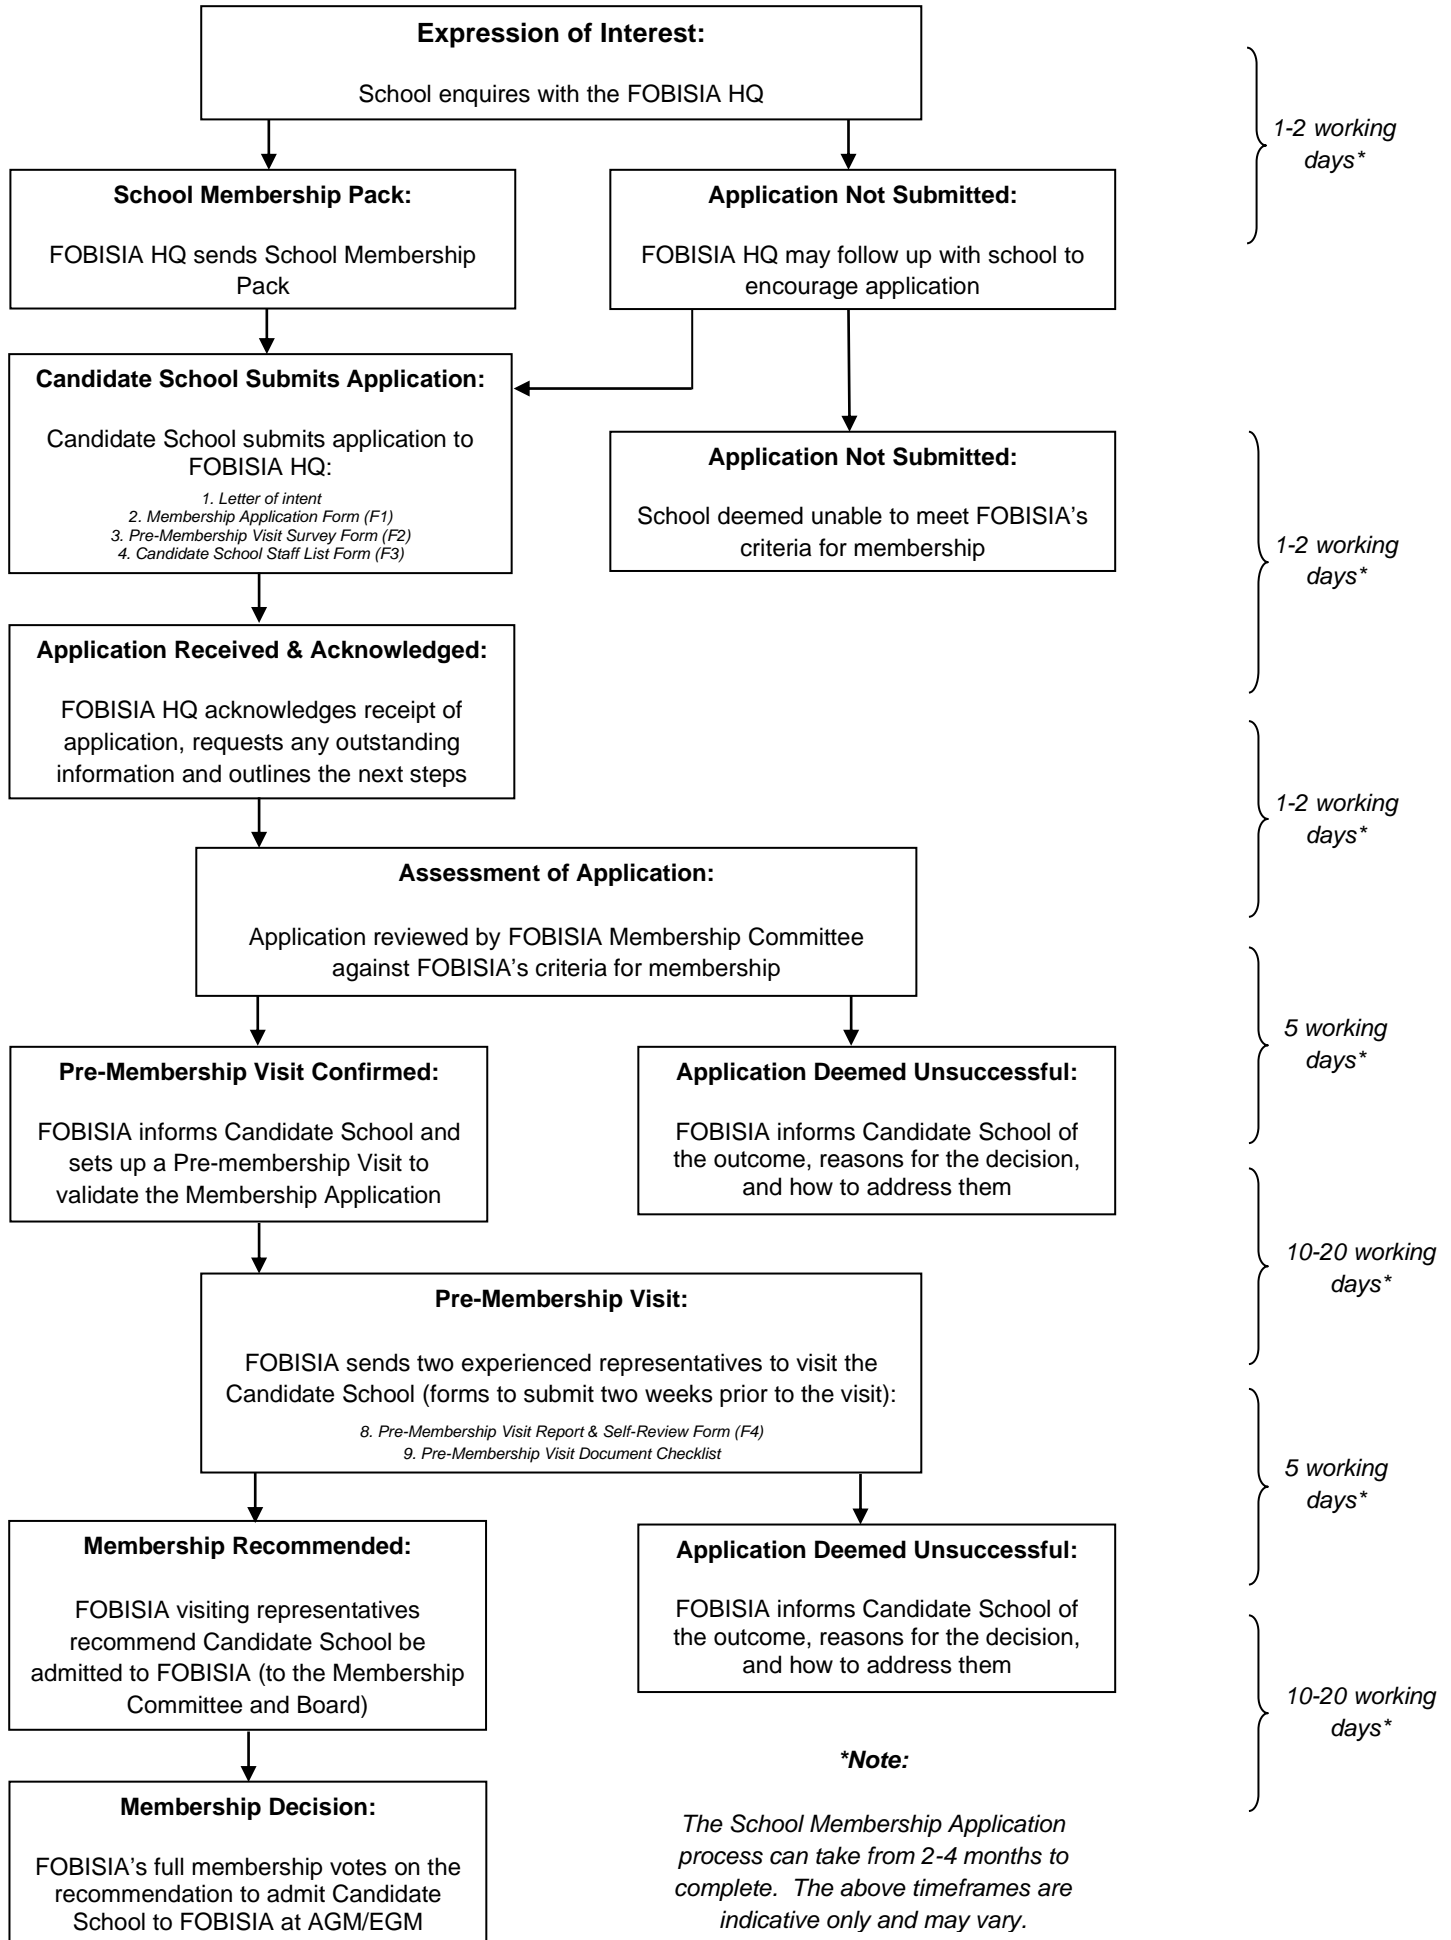 Expression of Interest:
School enquires with the FOBISIA HQ
1-2 working
days*
School Membership Pack:
FOBISIA HQ sends School Membership
Pack
Application Not Submitted:
FOBISIA HQ may follow up with school to
encourage application
Candidate School Submits Application:
Candidate School submits application to
FOBISIA HQ:
1. Letter of intent
2. Membership Application Form (F1)
3. Pre-Membership Visit Survey Form (F2)
4. Candidate School Staff List Form (F3)
Application Not Submitted:
School deemed unable to meet FOBISIA's
criteria for membership
1-2 working
days*
Application Received & Acknowledged:
FOBISIA HQ acknowledges receipt of
application, requests any outstanding
information and outlines the next steps
1-2 working
days*
Assessment of Application:
Application reviewed by FOBISIA Membership Committee
against FOBISIA's criteria for membership
5 working
days*
Pre-Membership Visit Confirmed:
FOBISIA informs Candidate School and
sets up a Pre-membership Visit to
validate the Membership Application
Application Deemed Unsuccessful:
FOBISIA informs Candidate School of
the outcome, reasons for the decision,
and how to address them
10-20 working
days*
Pre-Membership Visit:
FOBISIA sends two experienced representatives to visit the
Candidate School (forms to submit two weeks prior to the visit):
8. Pre-Membership Visit Report & Self-Review Form (F4)
9. Pre-Membership Visit Document Checklist
5 working
days*
Membership Recommended:
FOBISIA visiting representatives
recommend Candidate School be
admitted to FOBISIA (to the Membership
Committee and Board)
Application Deemed Unsuccessful:
FOBISIA informs Candidate School of
the outcome, reasons for the decision,
and how to address them
10-20 working
days*
Membership Decision:
FOBISIA's full membership votes on the
recommendation to admit Candidate
School to FOBISIA at AGM/EGM
*Note:
The School Membership Application
process can take from 2-4 months to
complete. The above timeframes are
indicative only and may vary.